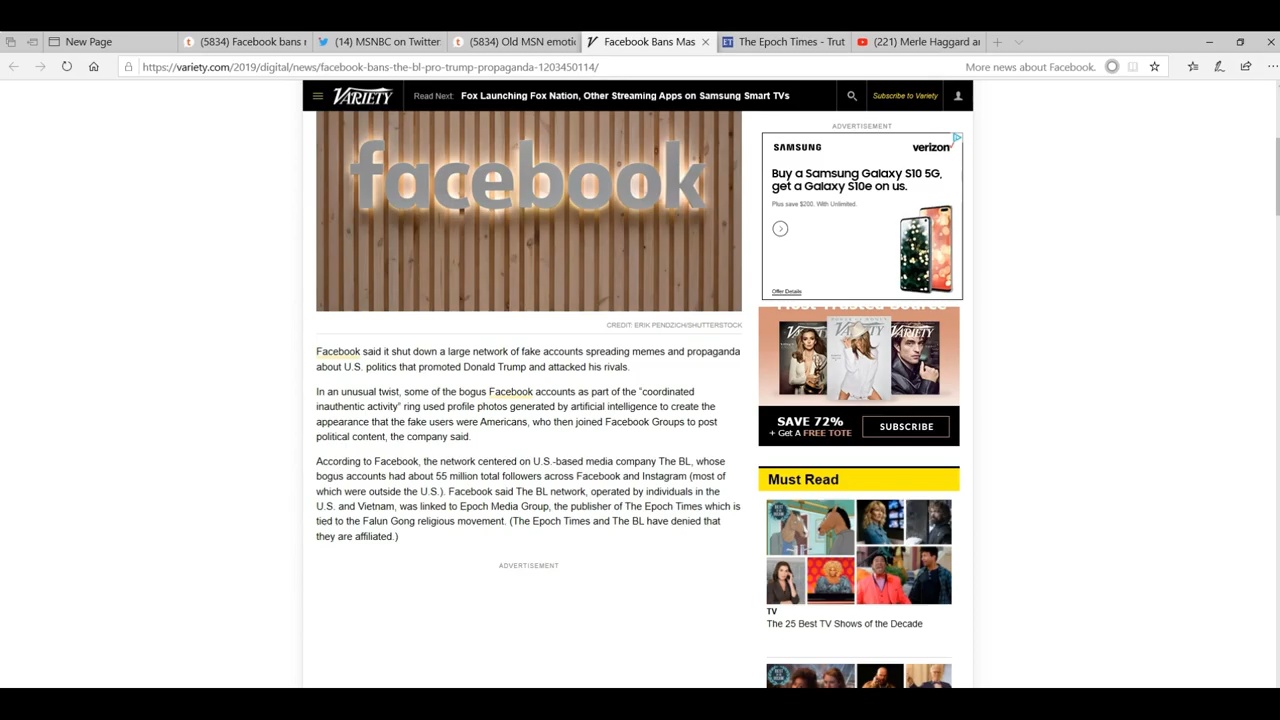 New Page
(5834) Facebook bans
(14) MSNBC on Twitter:
(5834) Old MSN emotic
Facebook Bans Mas
The Epoch Times - Trut
(221) Merle Haggard an
https://variety.com/2019/digital/news/facebook-bans-the-bl-pro-trump-propaganda-1203450114/
More news about Facebook.
VARIETY
Read Next: Fox Launching Fox Nation, Other Streaming Apps on Samsung Smart TVs
Subscribe to Variety
facebook
CREDIT: ERIK PENDZICH/SHUTTERSTOCK
Facebook said it shut down a large network of fake accounts spreading memes and propaganda
about U.S. politics that promoted Donald Trump and attacked his rivals.
In an unusual twist, some of the bogus Facebook accounts as part of the “coordinated
inauthentic activity” ring used profile photos generated by artificial intelligence to create the
appearance that the fake users were Americans, who then joined Facebook Groups to post
political content, the company said.
According to Facebook, the network centered on U.S.-based media company The BL, whose
bogus accounts had about 55 million total followers across Facebook and Instagram (most of
which were outside the U.S.). Facebook said The BL network, operated by individuals in the
U.S. and Vietnam, was linked to Epoch Media Group, the publisher of The Epoch Times which is
tied to the Falun Gong religious movement. (The Epoch Times and The BL have denied that
they are affiliated.)
ADVERTISEMENT
ADVERTISEMENT
SAMSUNG
verizon
Buy a Samsung Galaxy S10 5G,
get a Galaxy S10e on us.
Plus save $200. With Unlimited.
Offer Details
Most Trusted Source
VARIETY
VARIETY
VARIETY
SAVE 72%
+ Get A FREE TOTE
SUBSCRIBE
Must Read
TV
The 25 Best TV Shows of the Decade